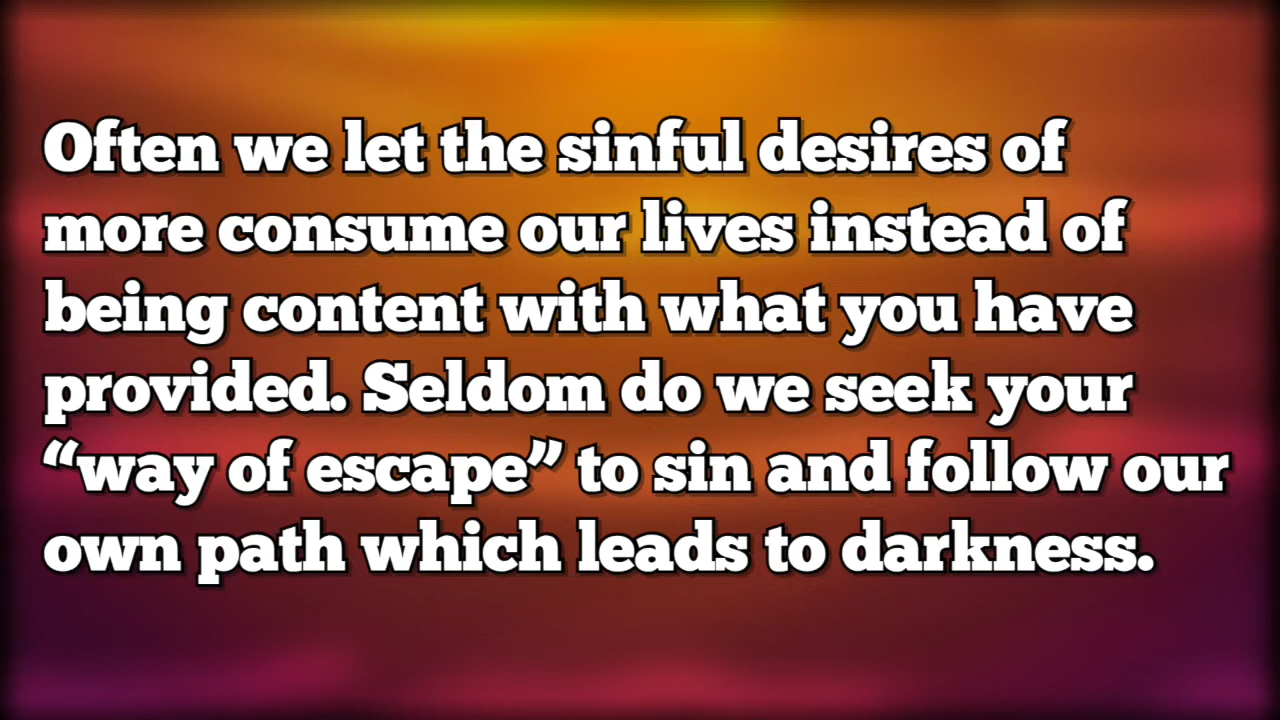 Often we let the sinful desires of
more consume our lives instead of
being content with what you have
provided. Seldom do we seek your
“way of escape” to sin and follow our
own path which leads to darkness.